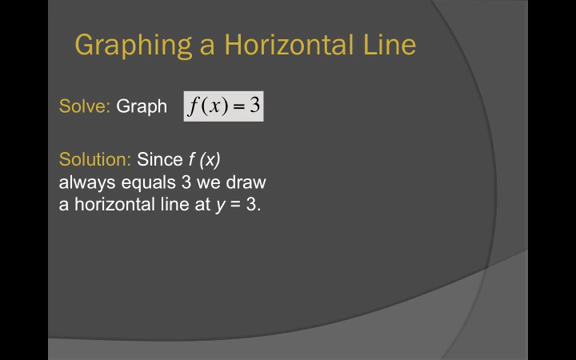 Graphing a Horizontal Line
Solve: Graph f(x) = 3
Solution: Since f (x)
always equals 3 we draw
a horizontal line at y = 3.